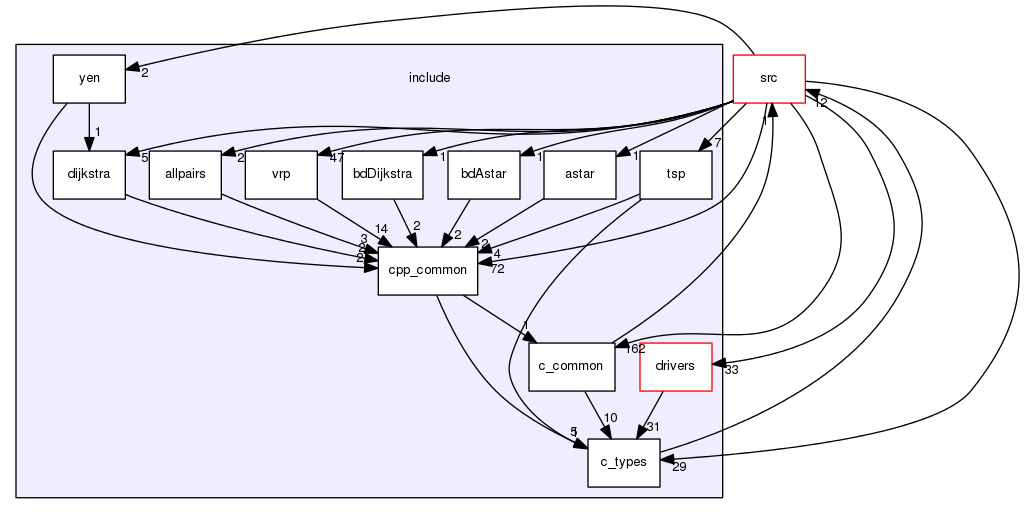 yen
include
src
2
1
12
1
7
5
2
47
1
1
1
dijkstra
allpairs
vrp
bdDijkstra
bdAstar
astar
tsp
14
2
2
3
2
2
2
4
72
cpp_common
1
162
33
c_common
drivers
10
31
5
1
29
c_types